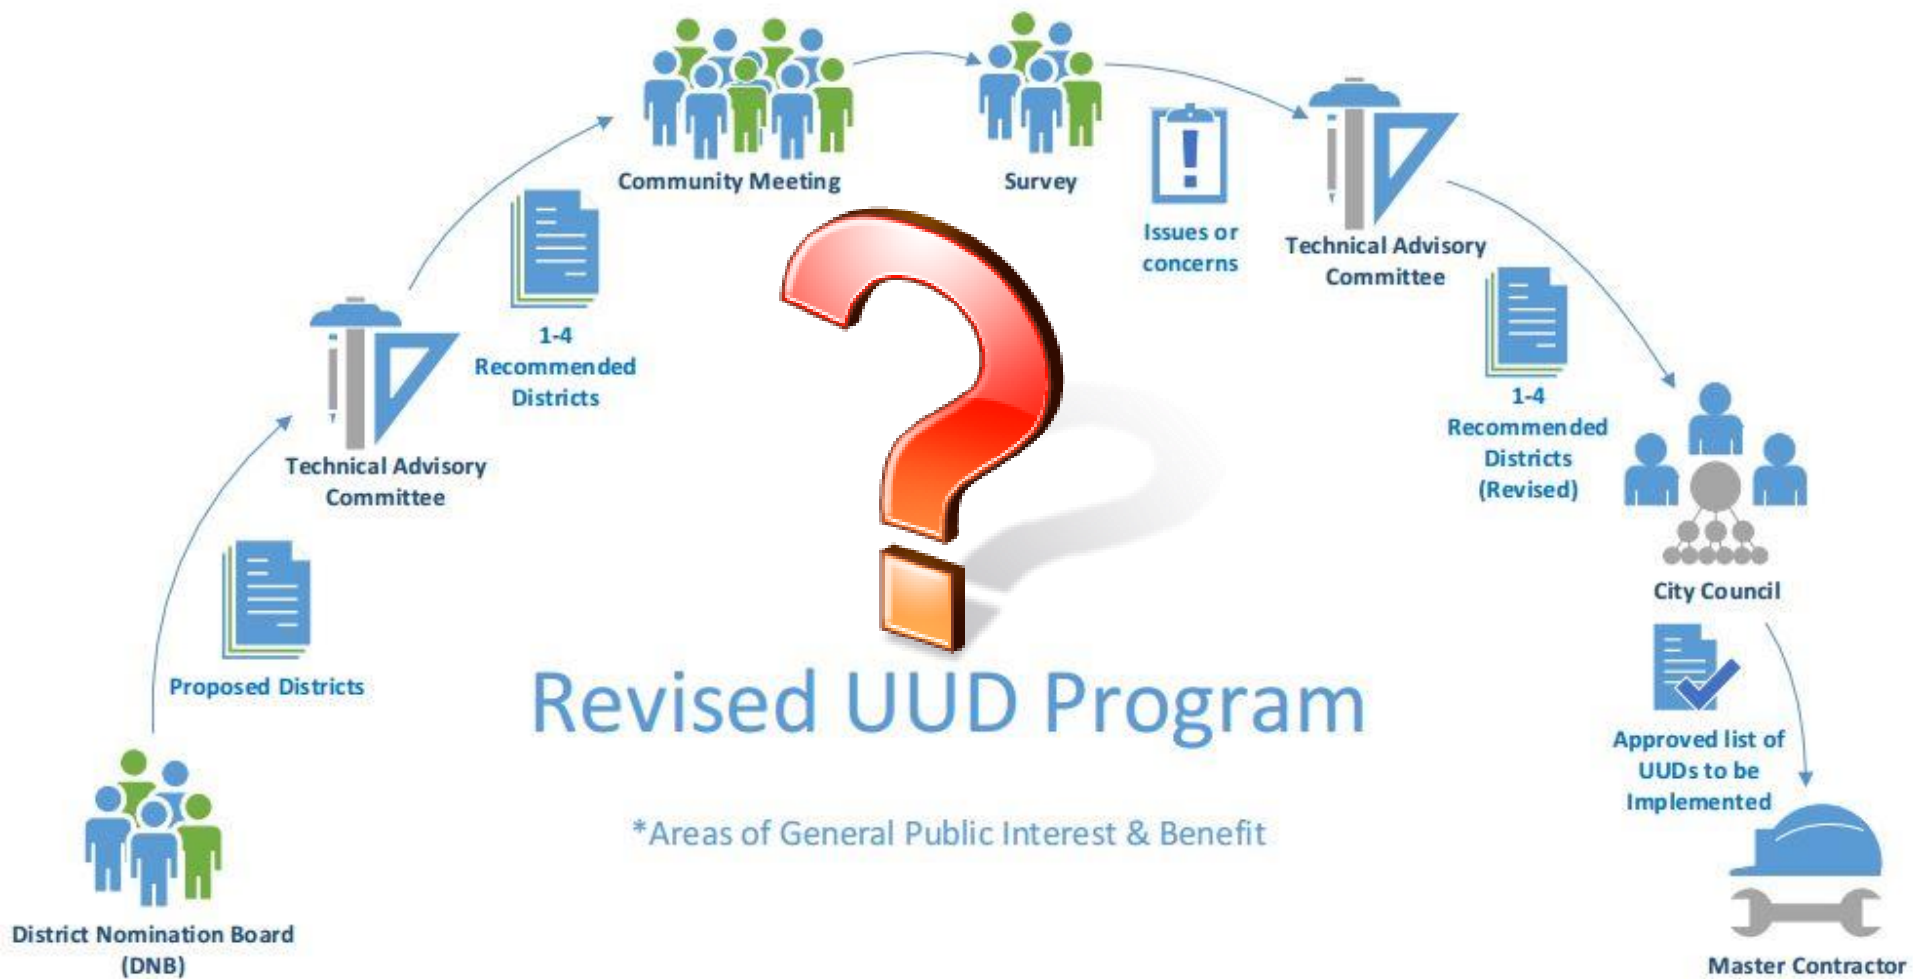 District Nomination Board
(DNB)
Proposed Districts
Technical Advisory
Committee
1-4
Recommended
Districts
Community Meeting
Survey
Issues or
concerns
Technical Advisory
Committee
1-4
Recommended
Districts
(Revised)
City Council
Approved list of
UUDs to be
Implemented
Master Contractor
?
Revised UUD Program
*Areas of General Public Interest & Benefit